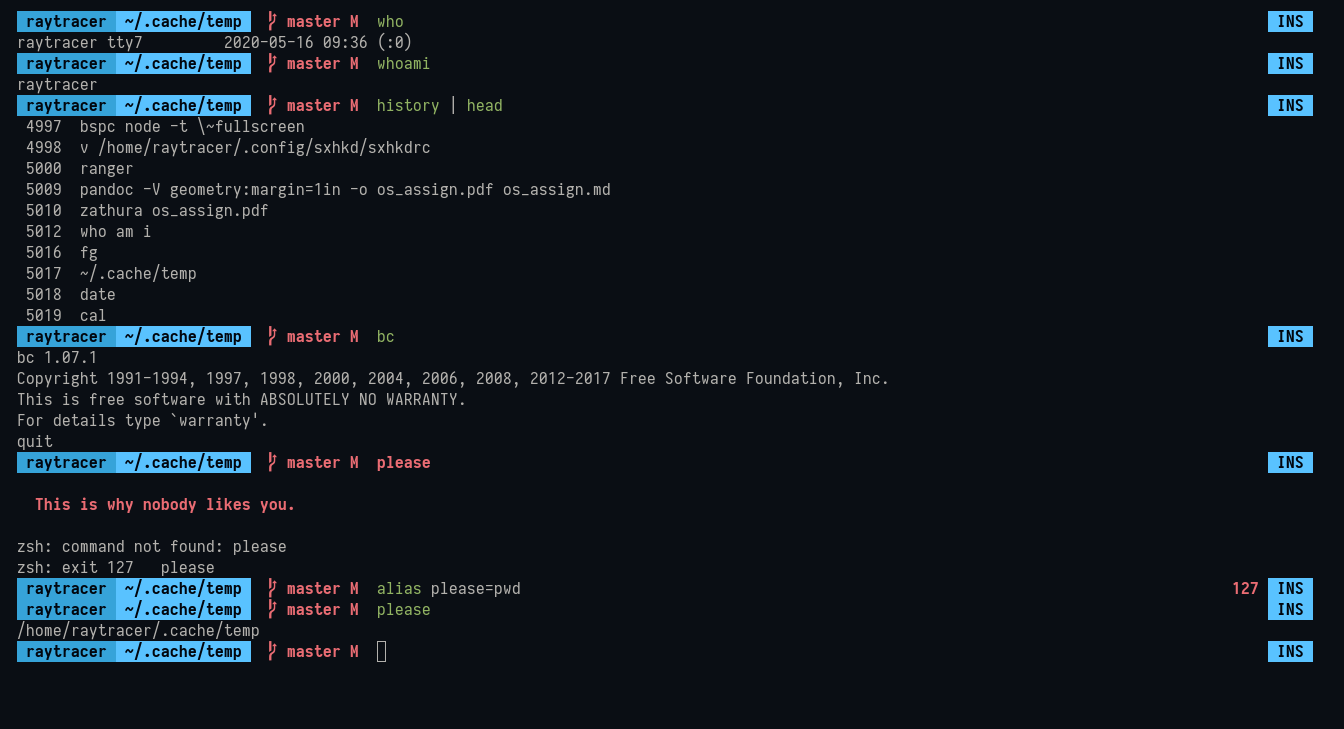 raytracer ~/.cache/temp master M who INS
raytracer tty7         2020-05-16 09:36 (:0)
raytracer ~/.cache/temp master M whoami INS
raytracer
raytracer ~/.cache/temp master M history | head INS
4997  bspc node -t \~fullscreen
4998  v /home/raytracer/.config/sxhkd/sxhkdrc
5000  ranger
5009  pandoc -V geometry:margin=1in -o os_assign.pdf os_assign.md
5010  zathura os_assign.pdf
5012  who am i
5016  fg
5017  ~/.cache/temp
5018  date
5019  cal
raytracer ~/.cache/temp master M bc INS
bc 1.07.1
Copyright 1991-1994, 1997, 1998, 2000, 2004, 2006, 2008, 2012-2017 Free Software Foundation, Inc.
This is free software with ABSOLUTELY NO WARRANTY.
For details type `warranty'.
quit
raytracer ~/.cache/temp master M please INS
This is why nobody likes you.
zsh: command not found: please
zsh: exit 127   please
raytracer ~/.cache/temp master M alias please=pwd 127 INS
raytracer ~/.cache/temp master M please INS
/home/raytracer/.cache/temp
raytracer ~/.cache/temp master M INS